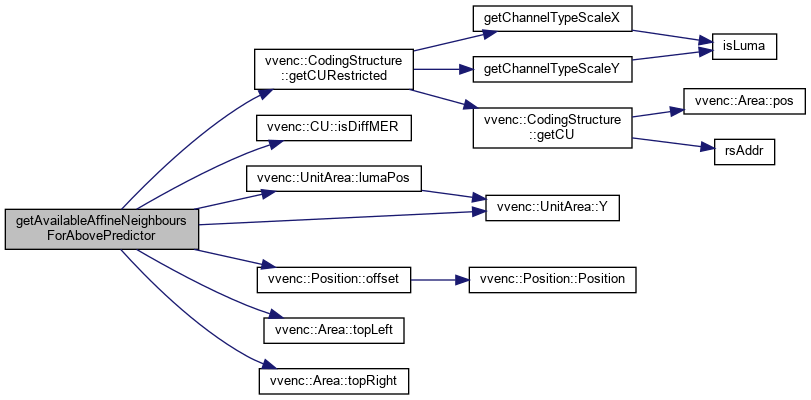 getAvailableAffineNeighbours
ForAbovePredictor
vvenc::CodingStructure
::getCURestricted
vvenc::CU::isDiffMER
vvenc::UnitArea::lumaPos
vvenc::Position::offset
vvenc::Area::topLeft
vvenc::Area::topRight
getChannelTypeScaleX
getChannelTypeScaleY
vvenc::CodingStructure
::getCU
vvenc::UnitArea::Y
vvenc::Position::Position
isLuma
vvenc::Area::pos
rsAddr